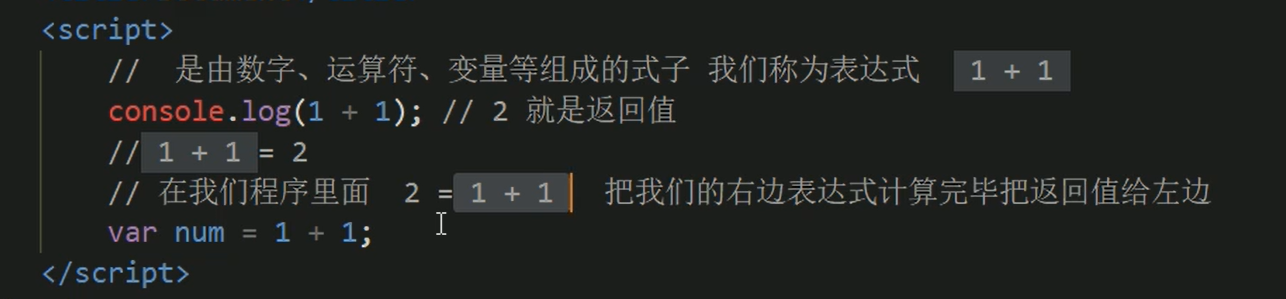 <script>
// 是由数字、运算符、变量等组成的式子 我们称为表达式 1 + 1
console.log(1 + 1); // 2 就是返回值
// 1 + 1 = 2
// 在我们程序里面 2 = 1 + 1 把我们的右边表达式计算完毕把返回值给左边
var num = 1 + 1;
</script>